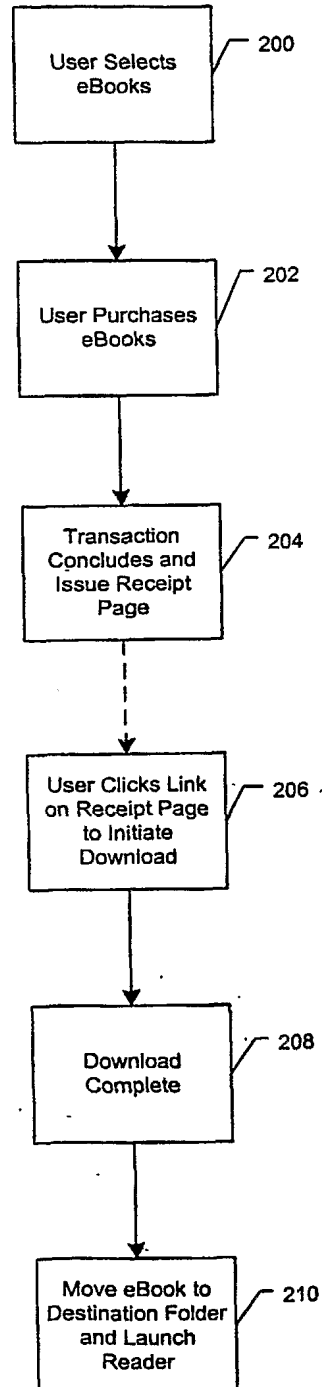 User Selects
eBooks
200
User Purchases
eBooks
202
Transaction
Concludes and
Issue Receipt
Page
204
User Clicks Link
on Receipt Page
to Initiate
Download
206
Download
Complete
208
Move eBook to
Destination Folder
and Launch
Reader
210